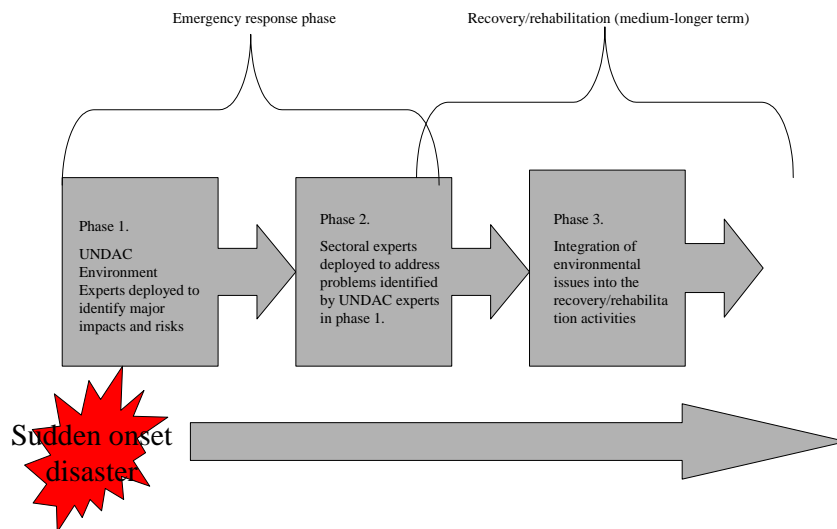 Emergency response phase
Recovery/rehabilitation (medium-longer term)
Phase 1.
UNDAC
Environment
Experts deployed to
identify major
impacts and risks
Phase 2.
Sectoral experts
deployed to address
problems identified
by UNDAC experts
in phase 1.
Phase 3.
Integration of
environmental
issues into the
recovery/rehabilita
tion activities
Sudden onset
disaster